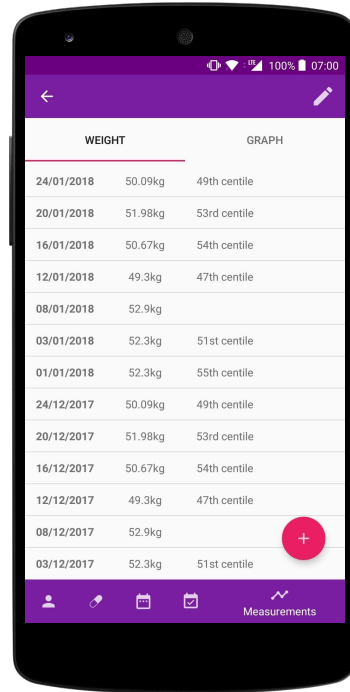 LTE 100% 07:00
WEIGHT GRAPH
24/01/2018 50.09kg 49th centile
20/01/2018 51.98kg 53rd centile
16/01/2018 50.67kg 54th centile
12/01/2018 49.3kg 47th centile
08/01/2018 52.9kg
03/01/2018 52.3kg 51st centile
01/01/2018 52.3kg 55th centile
24/12/2017 50.09kg 49th centile
20/12/2017 51.98kg 53rd centile
16/12/2017 50.67kg 54th centile
12/12/2017 49.3kg 47th centile
08/12/2017 52.9kg
03/12/2017 52.3kg 51st centile
Measurements